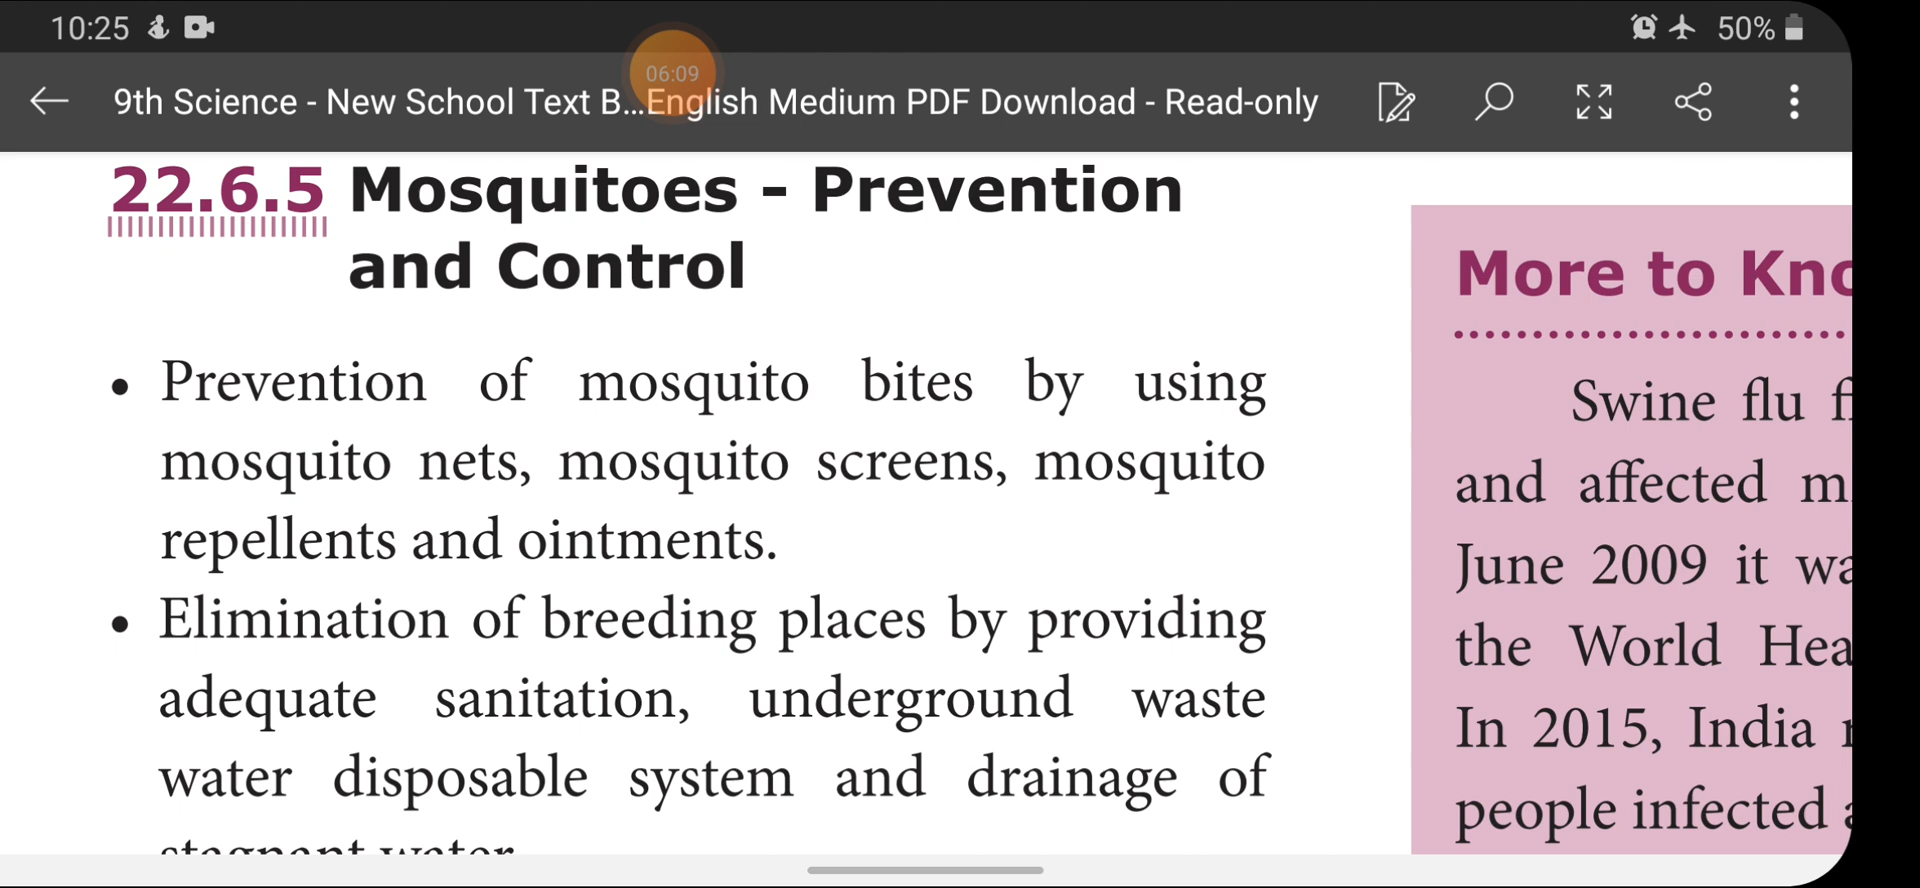 10:25
50%
06:09
9th Science - New School Text B...English Medium PDF Download - Read-only
22.6.5 Mosquitoes - Prevention
and Control
• Prevention of mosquito bites by using
mosquito nets, mosquito screens, mosquito
repellents and ointments.
• Elimination of breeding places by providing
adequate sanitation, underground waste
water disposable system and drainage of
stagnant water
More to Kno
Swine flu fi
and affected m
June 2009 it wa
the World Hea
In 2015, India r
people infected a